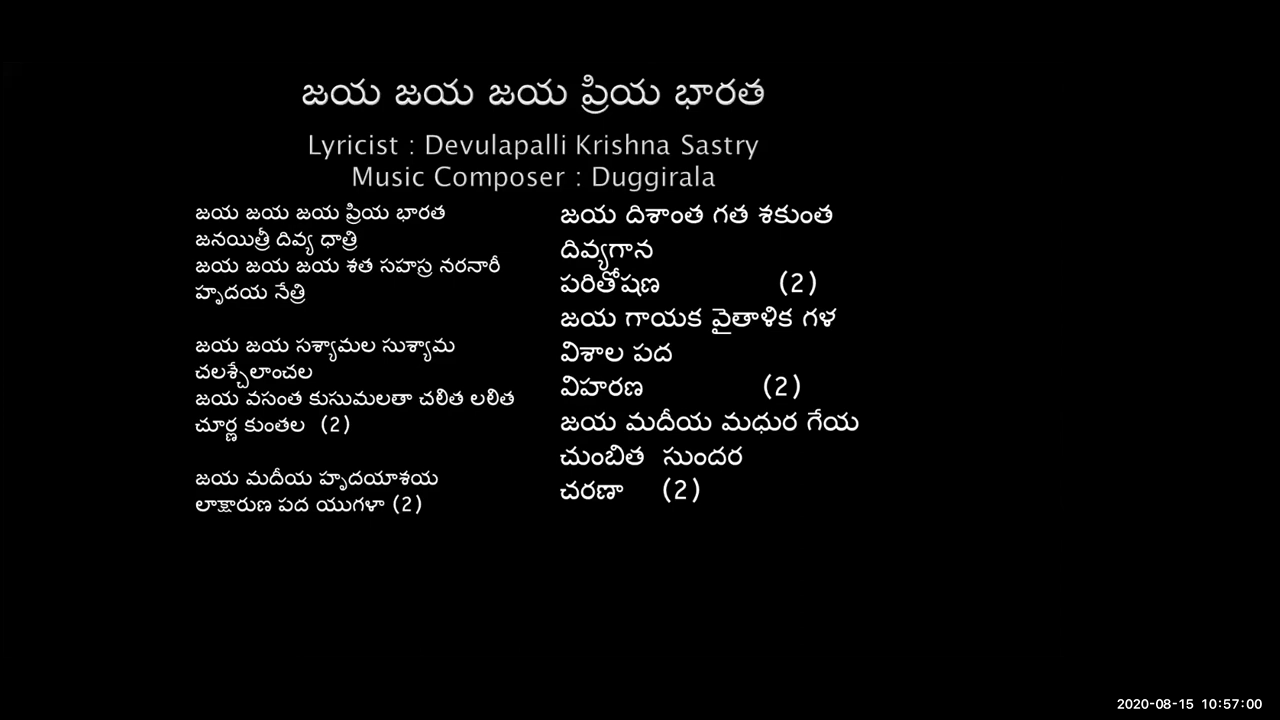 జయ జయ జయ ప్రియ భారత
Lyricist : Devulapalli Krishna Sastry
Music Composer : Duggirala
జయ జయ జయ ప్రియ భారత
జనయిత్రీ దివ్య ధాత్రి
జయ జయ జయ శత సహస్ర నరనారీ
హృదయ నేత్రి
జయ జయ సశ్యామల సుశ్యామ
చలశ్చేలాంచల
జయ వసంత కుసుమలతా చలిత లలిత
చూర్ణ కుంతల (2)
జయ మదీయ హృదయాశయ
లాక్షారుణ పద యుగళా (2)
జయ దిశాంత గత శకుంత
దివ్యగాన
పరితోషణ (2)
జయ గాయక వైతాళిక గళ
విశాల పద
విహరణ (2)
జయ మదీయ మధుర గేయ
చుంబిత సుందర
చరణా (2)
2020-08-15 10:57:00